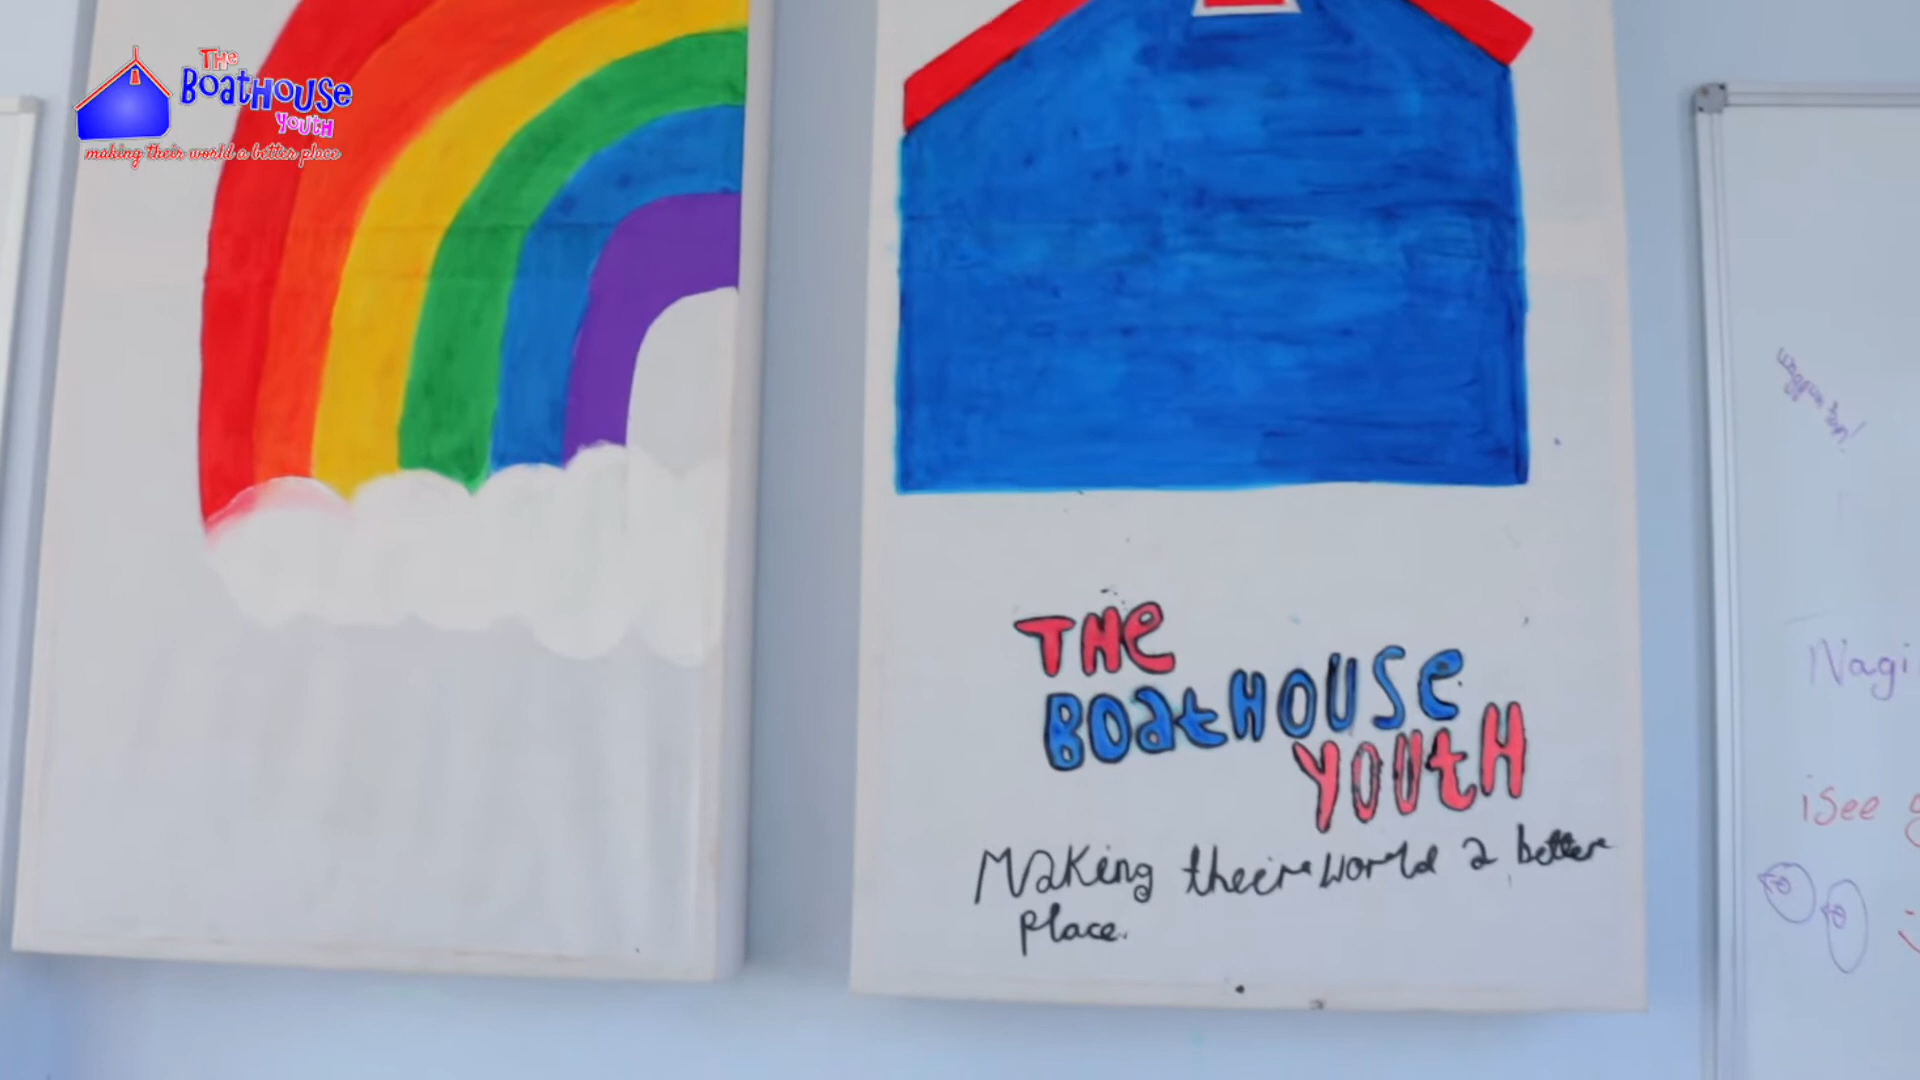 THe
BoatHOUSe
YOUtH
making their world a better place
THe
BOatHOUSe
YOUtH
Making their world a better
place.
Nagi
iSee